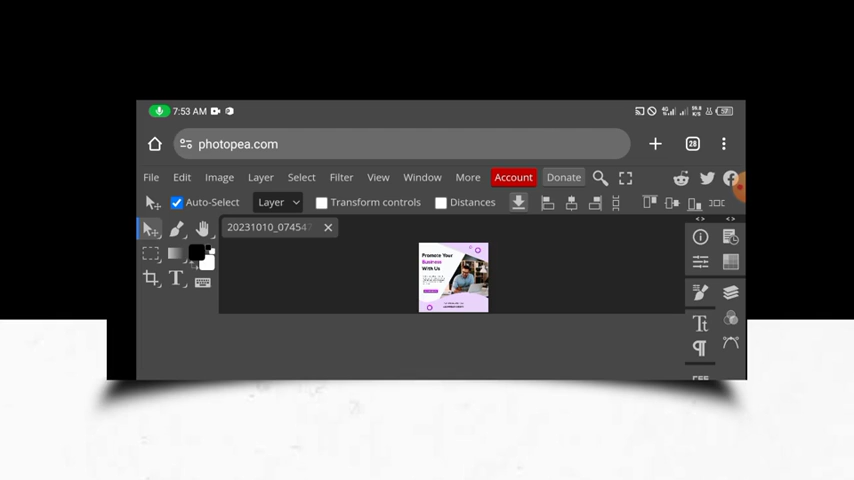 7:53 AM
photopea.com
28
File Edit Image Layer Select Filter View Window More Account Donate
Auto-Select Layer Transform controls Distances
20231010_07454
Promote Your
Business
With Us